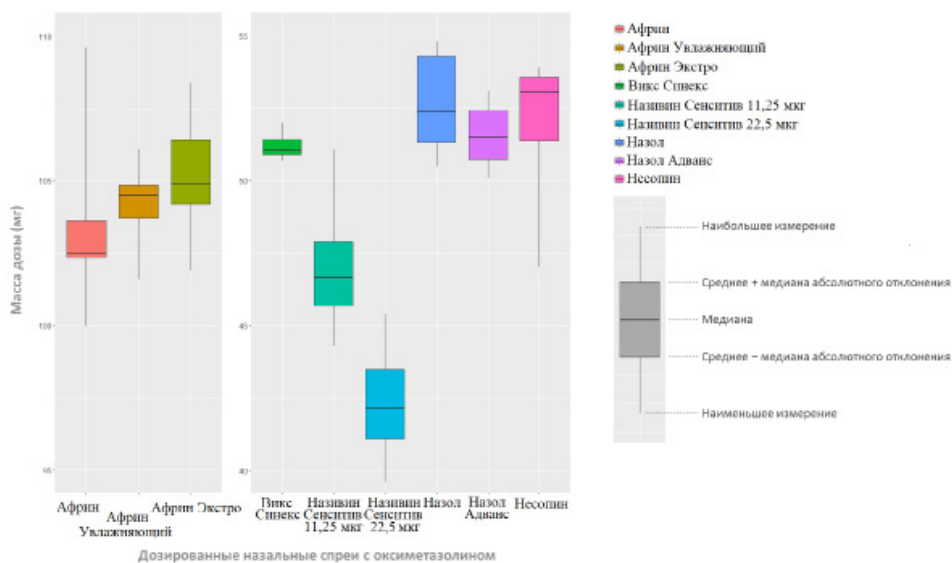 Масса дозы (мг)
110
105
100
95
55
50
45
40
Африн
Африн
Увлажняющий
Африн Экстро
Викс
Синекс
Називин
Сенситив
11,25 мкг
Називин
Сенситив
22,5 мкг
Назол
Назол
Адванс
Несопин
Дозированные назальные спреи с оксиметазолином
Африн
Африн Увлажняющий
Африн Экстро
Викс Синекс
Називин Сенситив 11,25 мкг
Називин Сенситив 22,5 мкг
Назол
Назол Адванс
Несопин
Наибольшее измерение
Среднее + медиана абсолютного отклонения
Медиана
Среднее − медиана абсолютного отклонения
Наименьшее измерение